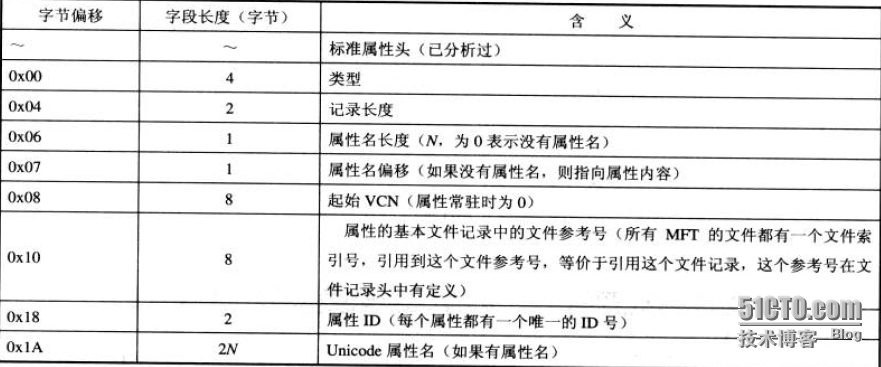 字节偏移 字段长度（字节） 含 义
～ ～ 标准属性头（已分析过）
0x00 4 类型
0x04 2 记录长度
0x06 1 属性名长度（N，为 0 表示没有属性名）
0x07 1 属性名偏移（如果没有属性名，则指向属性内容）
0x08 8 起始 VCN（属性常驻时为 0）
属性的基本文件记录中的文件参考号（所有 MFT 的文件都有一个文件索
0x10 8 引号，引用到这个文件参考号，等价于引用这个文件记录，这个参考号在文
件记录头中有定义）
0x18 2 属性 ID（每个属性都有一个唯一的 ID 号）
0x1A 2N Unicode 属性名（如果有属性名）
51CTO.com
技术博客 Blog